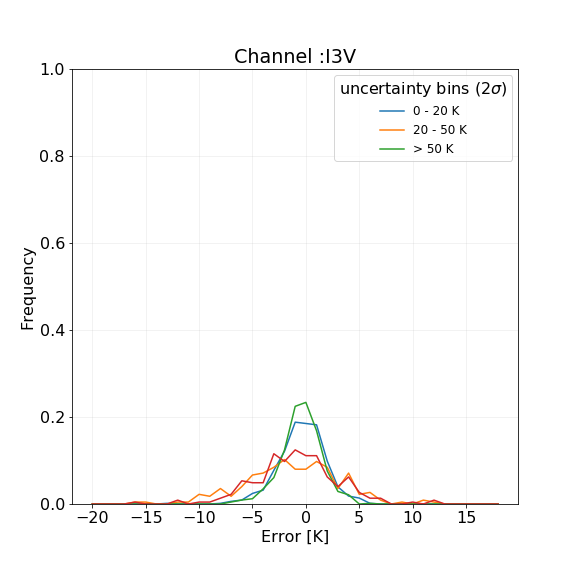 Channel :I3V
uncertainty bins (2σ)
0 - 20 K
20 - 50 K
> 50 K
1.0
0.8
0.6
0.4
0.2
0.0
Frequency
−20 −15 −10 −5 0 5 10 15
Error [K]